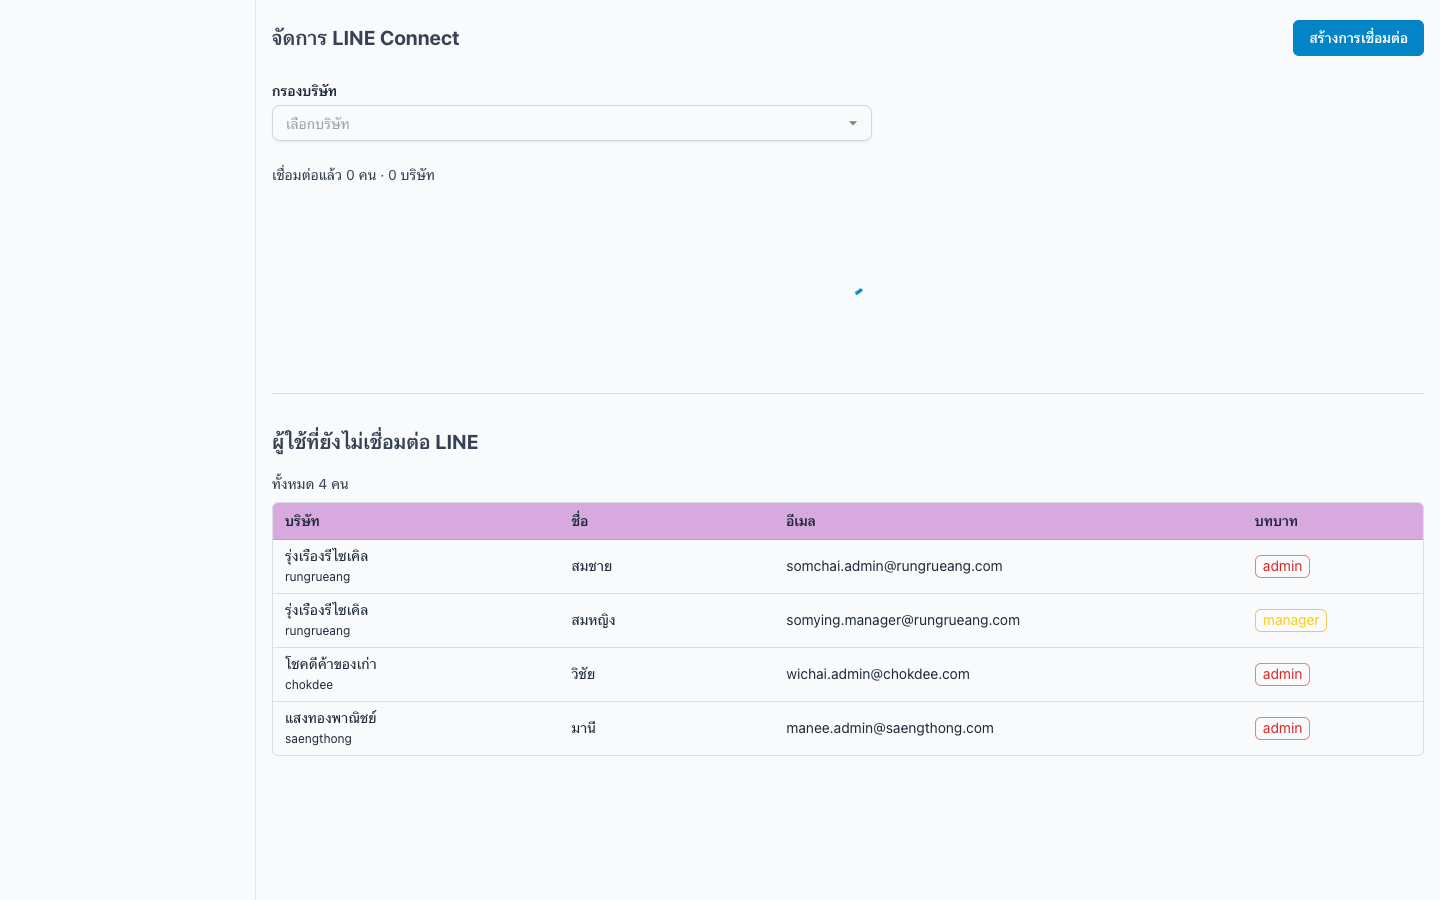 จัดการ LINE Connect
สร้างการเชื่อมต่อ
กรองบริษัท
เลือกบริษัท
เชื่อมต่อแล้ว 0 คน · 0 บริษัท
ผู้ใช้ที่ยังไม่เชื่อมต่อ LINE
ทั้งหมด 4 คน
บริษัท ชื่อ อีเมล บทบาท
รุ่งเรืองรีไซเคิล
rungrueang
สมชาย somchai.admin@rungrueang.com admin
รุ่งเรืองรีไซเคิล
rungrueang
สมหญิง somying.manager@rungrueang.com manager
โชคดีค้าของเก่า
chokdee
วิชัย wichai.admin@chokdee.com admin
แสงทองพาณิชย์
saengthong
มานี manee.admin@saengthong.com admin